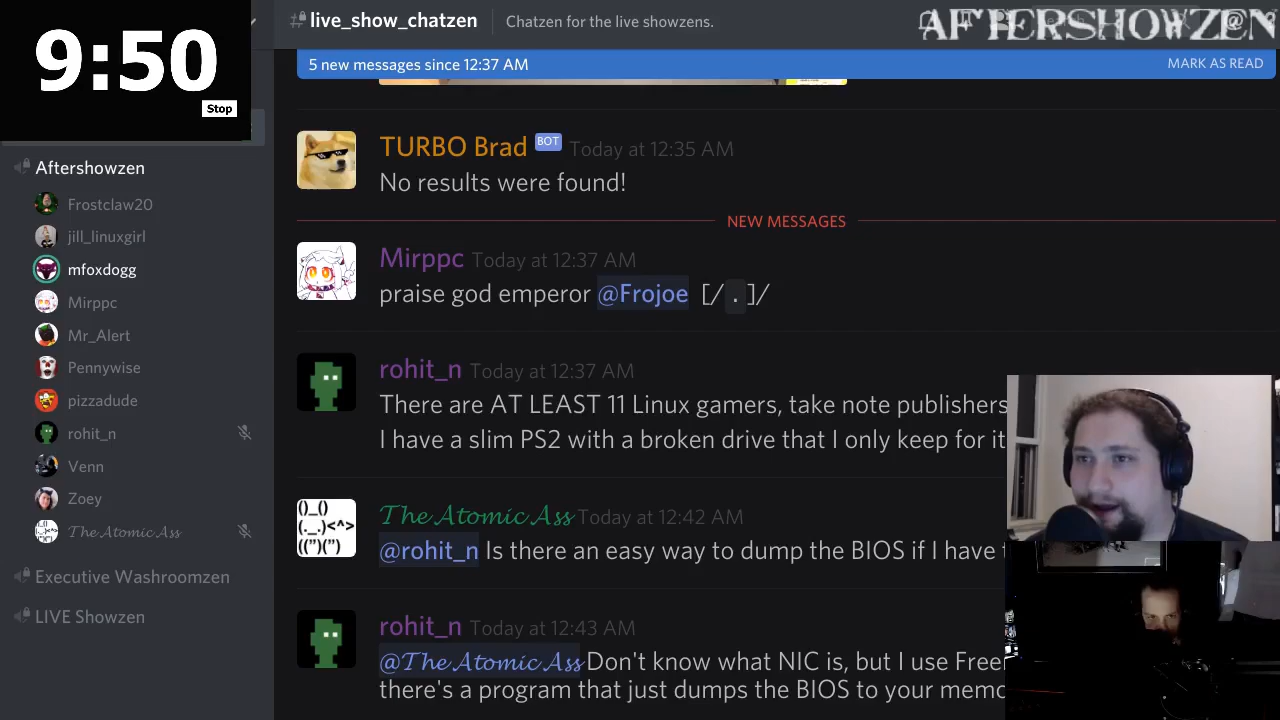 9:50
Stop
live_show_chatzen
Chatzen for the live showzens.
AFTERSHOWZEN
5 new messages since 12:37 AM
MARK AS READ
Aftershowzen
Frostclaw20
jill_linuxgirl
mfoxdogg
Mirppc
Mr_Alert
Pennywise
pizzadude
rohit_n
Venn
Zoey
The Atomic Ass
Executive Washroomzen
LIVE Showzen
TURBO Brad BOT Today at 12:35 AM
No results were found!
NEW MESSAGES
Mirppc Today at 12:37 AM
praise god emperor @Frojoe [/ . ]/
rohit_n Today at 12:37 AM
There are AT LEAST 11 Linux gamers, take note publishers
I have a slim PS2 with a broken drive that I only keep for it
()_()
(._.)<^>
((")(")
The Atomic Ass Today at 12:42 AM
@rohit_n Is there an easy way to dump the BIOS if I have
rohit_n Today at 12:43 AM
@The Atomic Ass Don't know what NIC is, but I use Free
there's a program that just dumps the BIOS to your memo